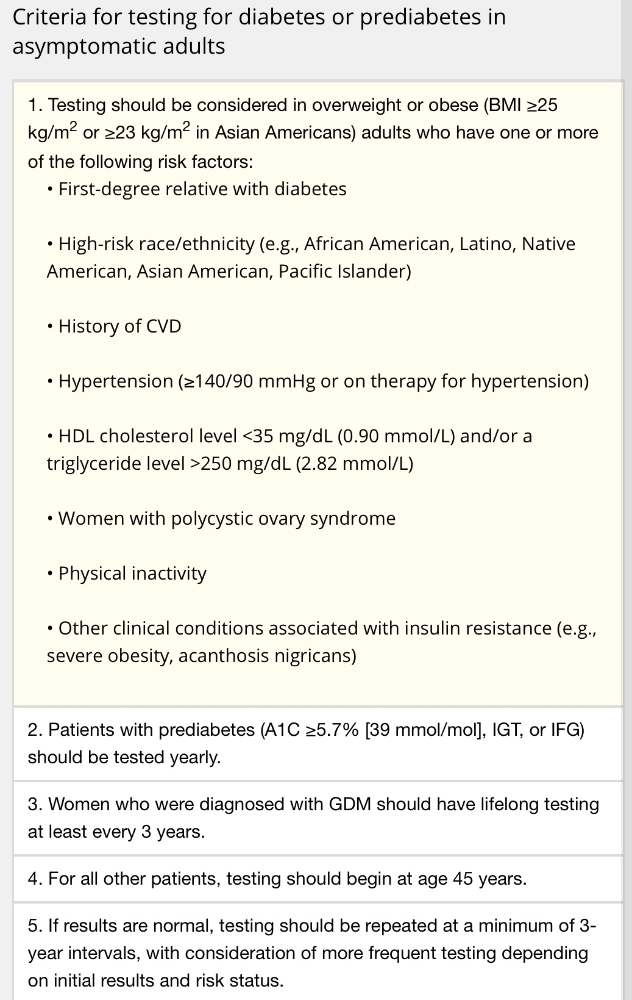 Criteria for testing for diabetes or prediabetes in
asymptomatic adults
1. Testing should be considered in overweight or obese (BMI ≥25
kg/m² or ≥23 kg/m² in Asian Americans) adults who have one or more
of the following risk factors:
• First-degree relative with diabetes
• High-risk race/ethnicity (e.g., African American, Latino, Native
American, Asian American, Pacific Islander)
• History of CVD
• Hypertension (≥140/90 mmHg or on therapy for hypertension)
• HDL cholesterol level <35 mg/dL (0.90 mmol/L) and/or a
triglyceride level >250 mg/dL (2.82 mmol/L)
• Women with polycystic ovary syndrome
• Physical inactivity
• Other clinical conditions associated with insulin resistance (e.g.,
severe obesity, acanthosis nigricans)
2. Patients with prediabetes (A1C ≥5.7% [39 mmol/mol], IGT, or IFG)
should be tested yearly.
3. Women who were diagnosed with GDM should have lifelong testing
at least every 3 years.
4. For all other patients, testing should begin at age 45 years.
5. If results are normal, testing should be repeated at a minimum of 3-
year intervals, with consideration of more frequent testing depending
on initial results and risk status.